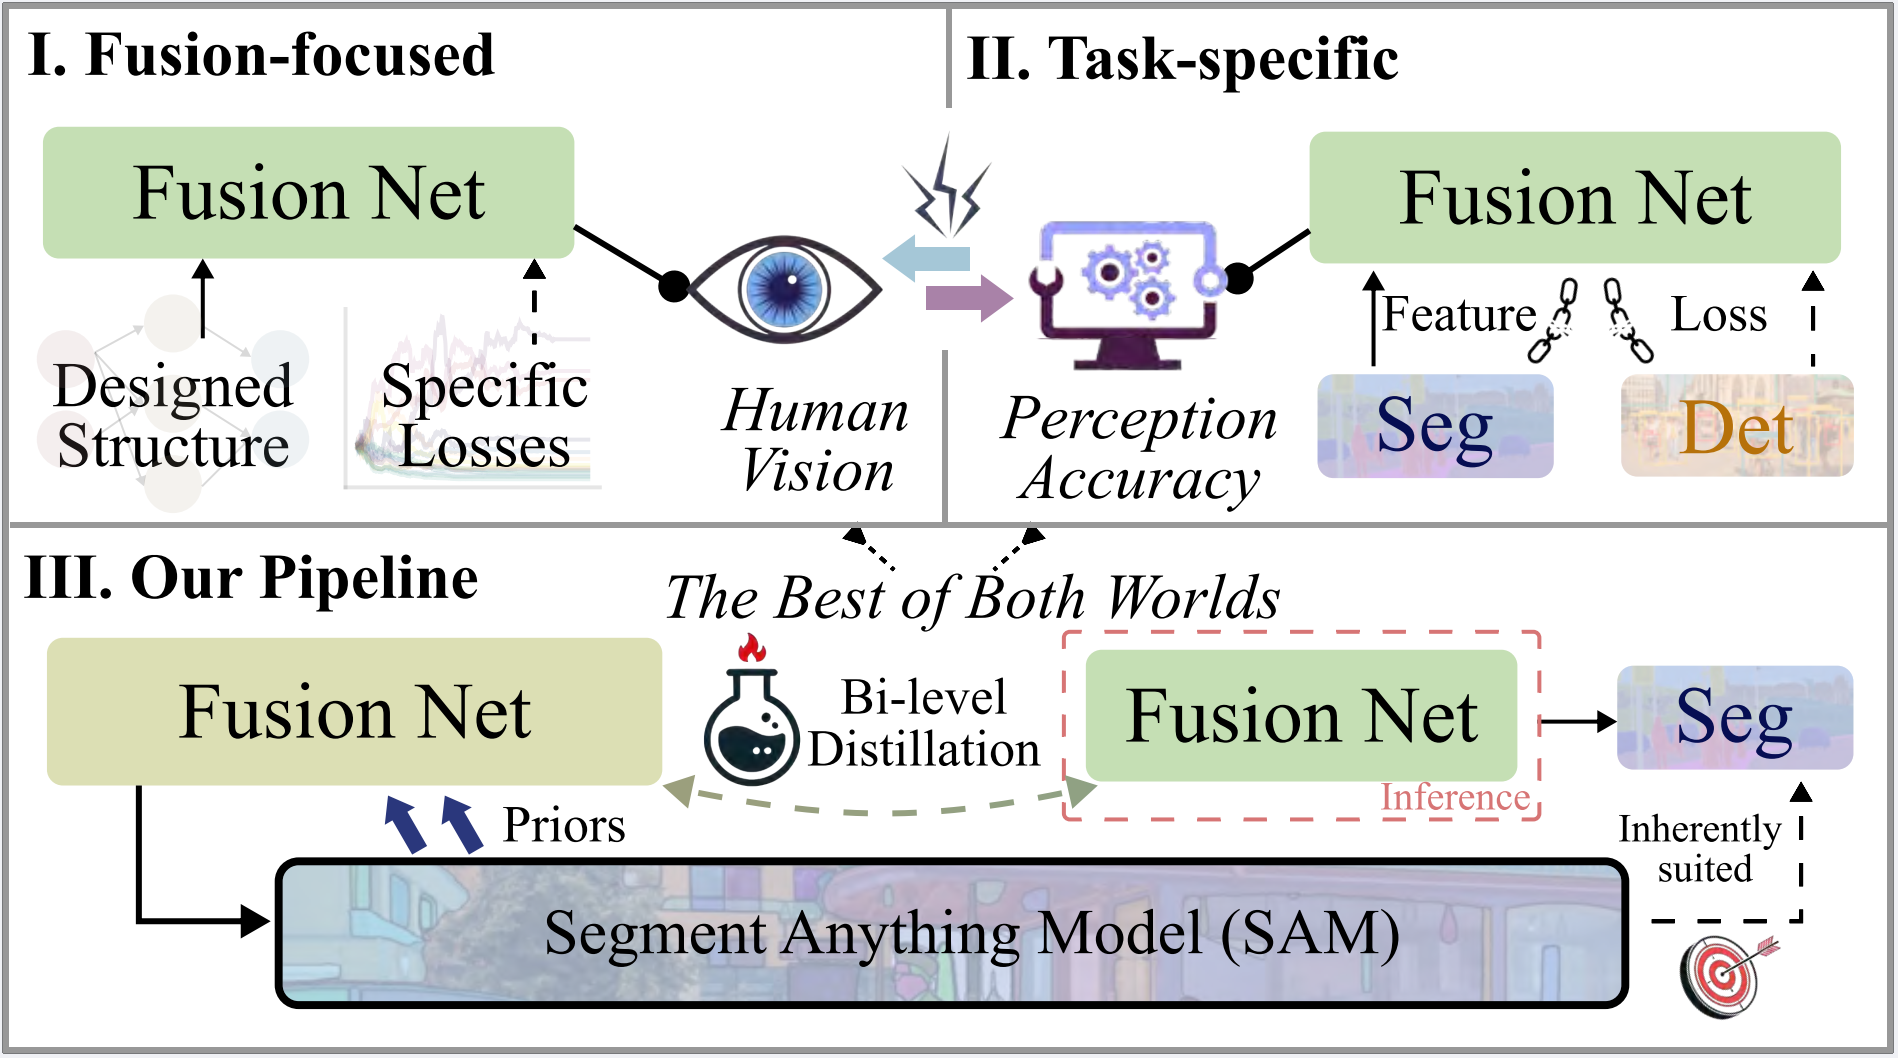 I. Fusion-focused
Fusion Net
Designed
Structure
Specific
Losses
Human
Vision
II. Task-specific
Fusion Net
Feature
Loss
Seg
Det
Perception
Accuracy
III. Our Pipeline
The Best of Both Worlds
Fusion Net
Bi-level
Distillation
Fusion Net
Inference
Seg
Priors
Inherently
suited
Segment Anything Model (SAM)